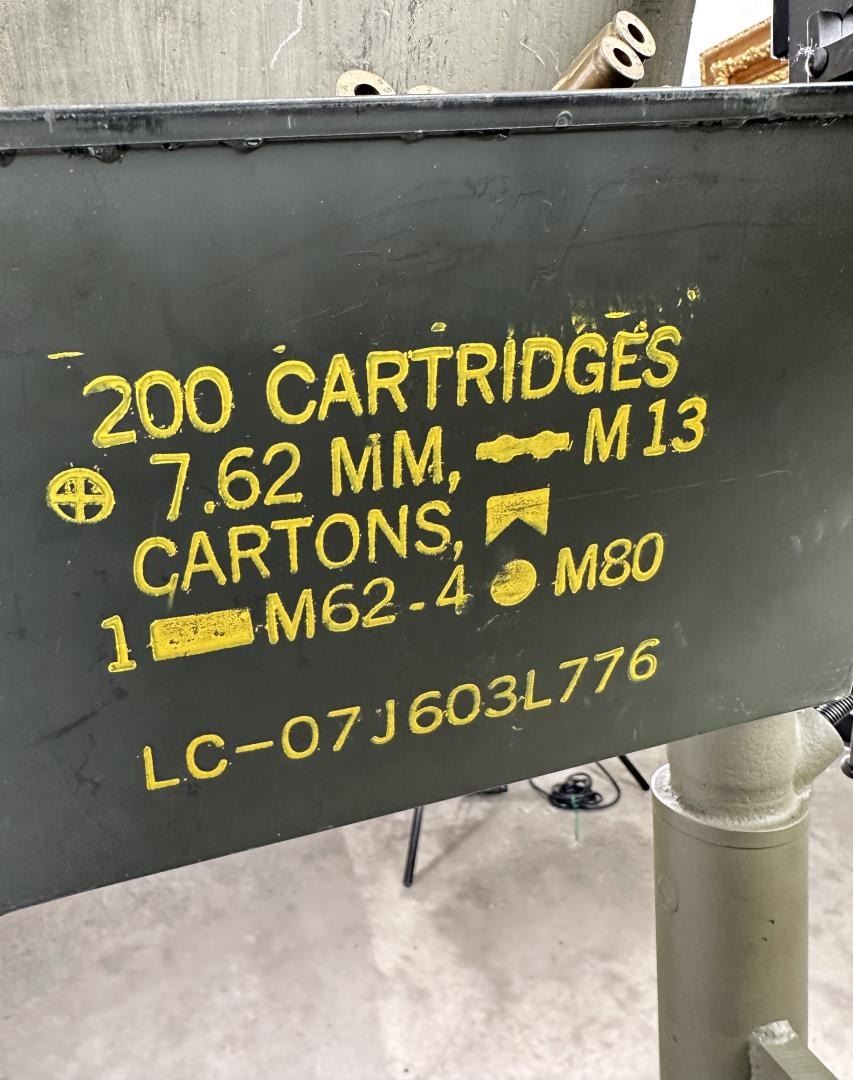 200 CARTRIDGES
7.62 MM, M13
CARTONS,
1 M62-4 M80
LC-07J603L776